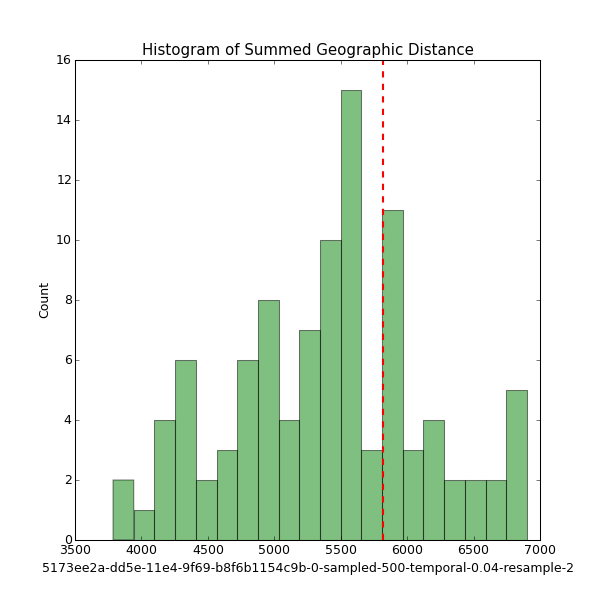 Histogram of Summed Geographic Distance
16
14
12
10
8
6
4
2
0
Count
3500 4000 4500 5000 5500 6000 6500 7000
5173ee2a-dd5e-11e4-9f69-b8f6b1154c9b-0-sampled-500-temporal-0.04-resample-2